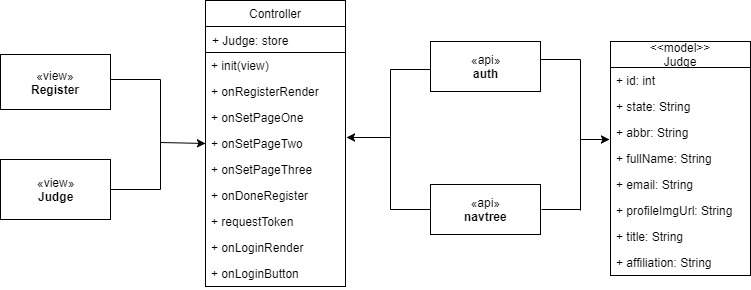 «view»
Register
«view»
Judge
Controller
+ Judge: store
+ init(view)
+ onRegisterRender
+ onSetPageOne
+ onSetPageTwo
+ onSetPageThree
+ onDoneRegister
+ requestToken
+ onLoginRender
+ onLoginButton
«api»
auth
«api»
navtree
<<model>>
Judge
+ id: int
+ state: String
+ abbr: String
+ fullName: String
+ email: String
+ profileImgUrl: String
+ title: String
+ affiliation: String